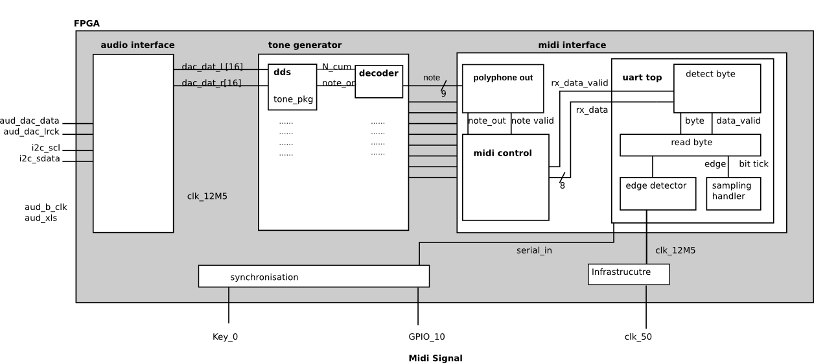 FPGA
audio interface
tone generator
midi interface
dac_dat_l [16]
dac_dat_r[16]
dds
tone_pkg
N_cum
note_on
decoder
note
9
polyphone out
rx_data_valid
rx_data
uart top
detect byte
aud_dac_data
aud_dac_lrck
i2c_scl
i2c_sdata
......
......
......
......
......
......
......
......
note_out
note valid
byte
data_valid
midi control
read byte
edge
bit tick
8
edge detector
sampling
handler
clk_12M5
aud_b_clk
aud_xls
serial_in
clk_12M5
synchronisation
Infrastrucutre
Key_0
GPIO_10
clk_50
Midi Signal